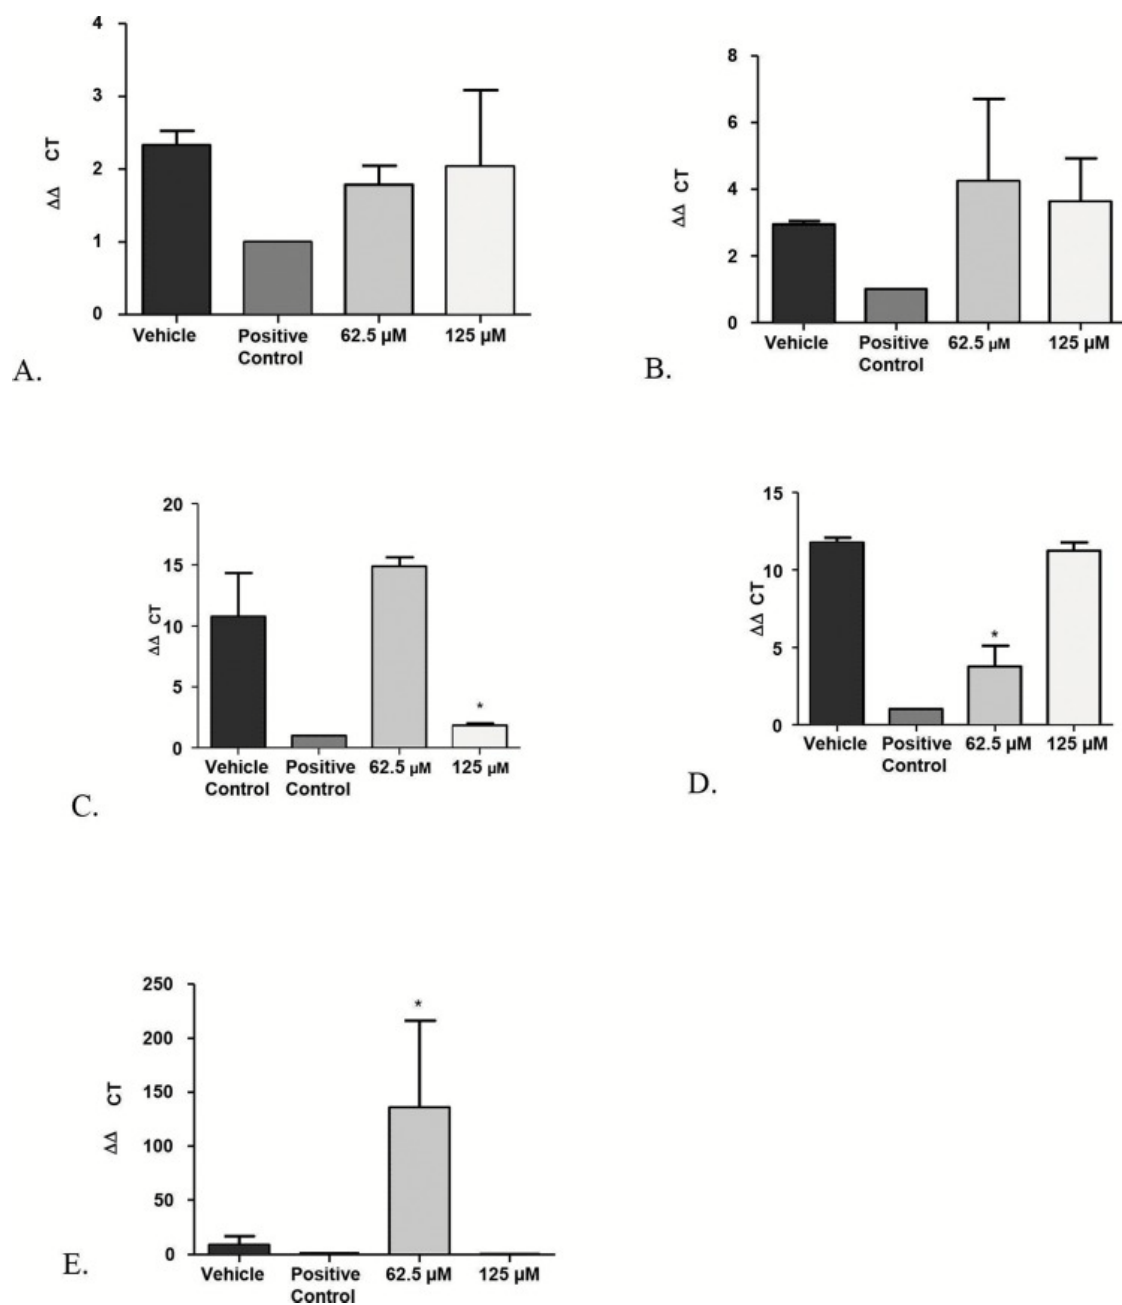 4
3
2
1
0
ΔΔ CT
Vehicle
Positive
Control
62.5 µM
125 µM
A.
8
6
4
2
0
ΔΔ CT
Vehicle
Positive
Control
62.5 µM
125 µM
B.
20
15
10
5
0
ΔΔ CT
*
Vehicle
Control
Positive
Control
62.5 µM
125 µM
C.
15
10
5
0
ΔΔ CT
*
Vehicle
Positive
Control
62.5 µM
125 µM
D.
250
200
150
100
50
0
ΔΔ CT
*
Vehicle
Positive
Control
62.5 µM
125 µM
E.